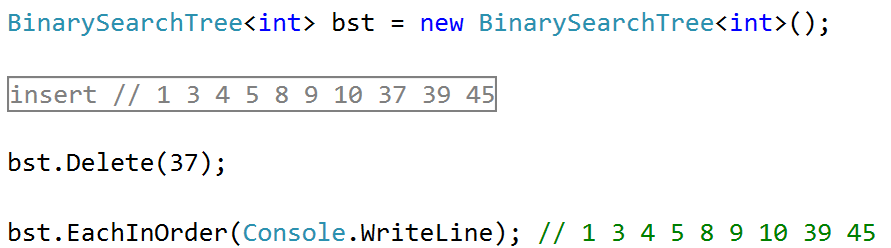 BinarySearchTree<int> bst = new BinarySearchTree<int>();
insert // 1 3 4 5 8 9 10 37 39 45
bst.Delete(37);
bst.EachInOrder(Console.WriteLine); // 1 3 4 5 8 9 10 39 45